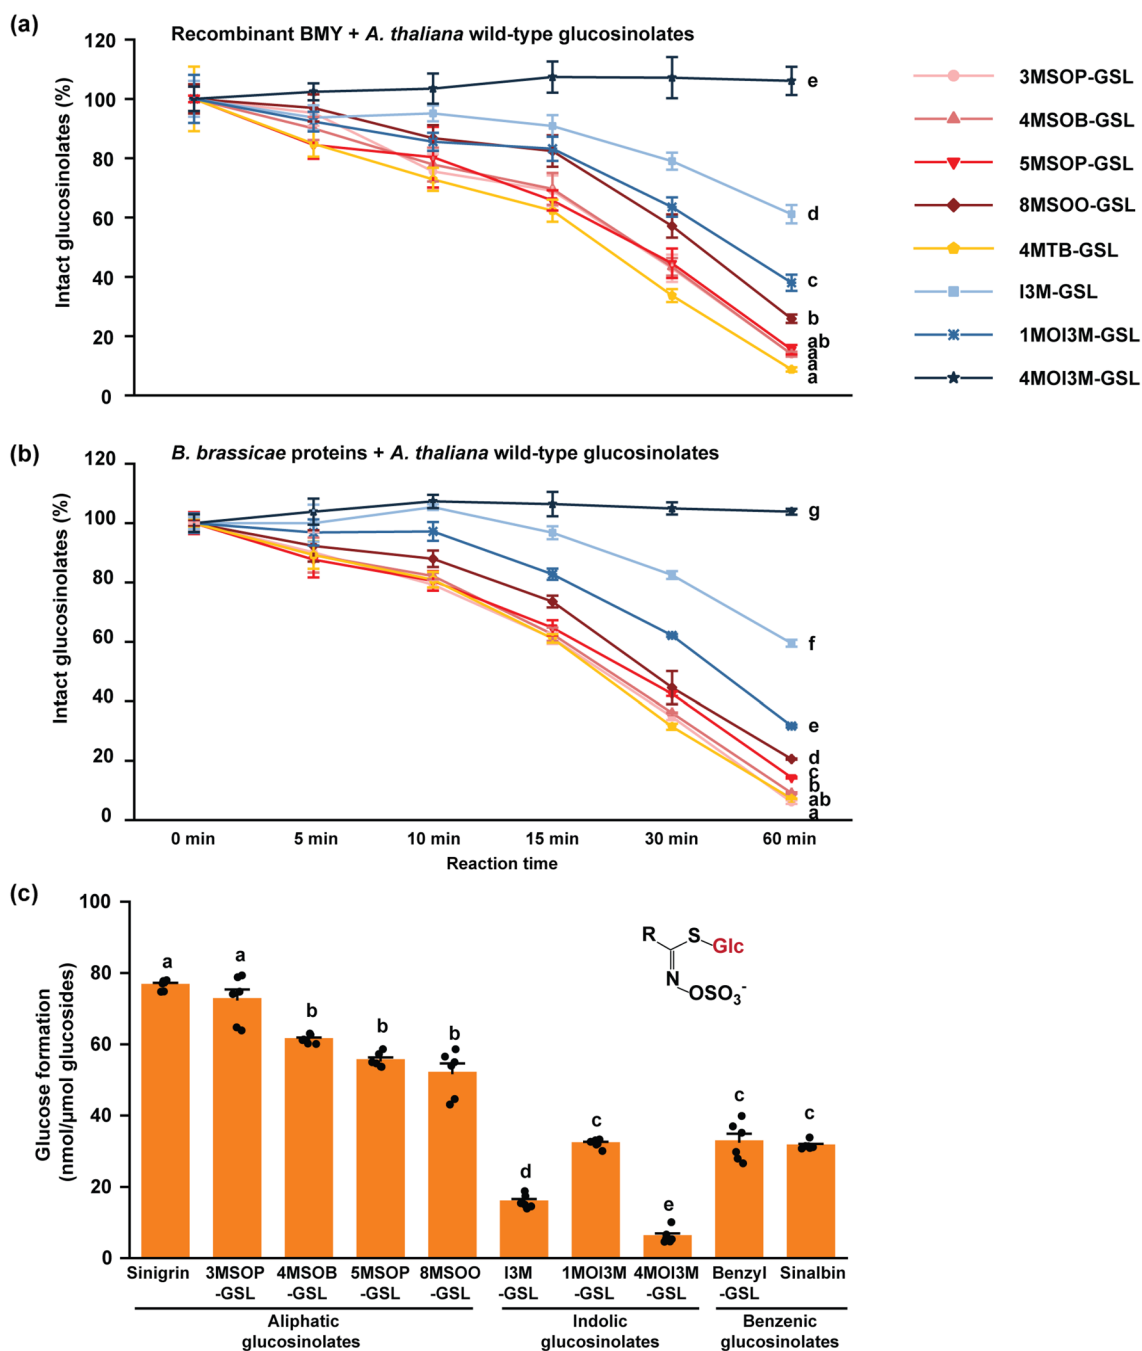 (a)
Recombinant BMY + A. thaliana wild-type glucosinolates
120
100
80
60
40
20
0
Intact glucosinolates (%)
e
d
c
b
ab
a
a
a
3MSOP-GSL
4MSOB-GSL
5MSOP-GSL
8MSOO-GSL
4MTB-GSL
I3M-GSL
1MOI3M-GSL
4MOI3M-GSL
(b)
B. brassicae proteins + A. thaliana wild-type glucosinolates
120
100
80
60
40
20
0
Intact glucosinolates (%)
g
f
e
d
c
b
ab
a
0 min
5 min
10 min
15 min
30 min
60 min
Reaction time
(c)
100
80
60
40
20
0
Glucose formation
(nmol/μmol glucosides)
a
a
b
b
b
d
c
e
c
c
R
S
Glc
N
OSO3-
Sinigrin
3MSOP
-GSL
4MSOB
-GSL
5MSOP
-GSL
8MSOO
-GSL
I3M
-GSL
1MOI3M
-GSL
4MOI3M
-GSL
Benzyl
-GSL
Sinalbin
Aliphatic
glucosinolates
Indolic
glucosinolates
Benzenic
glucosinolates